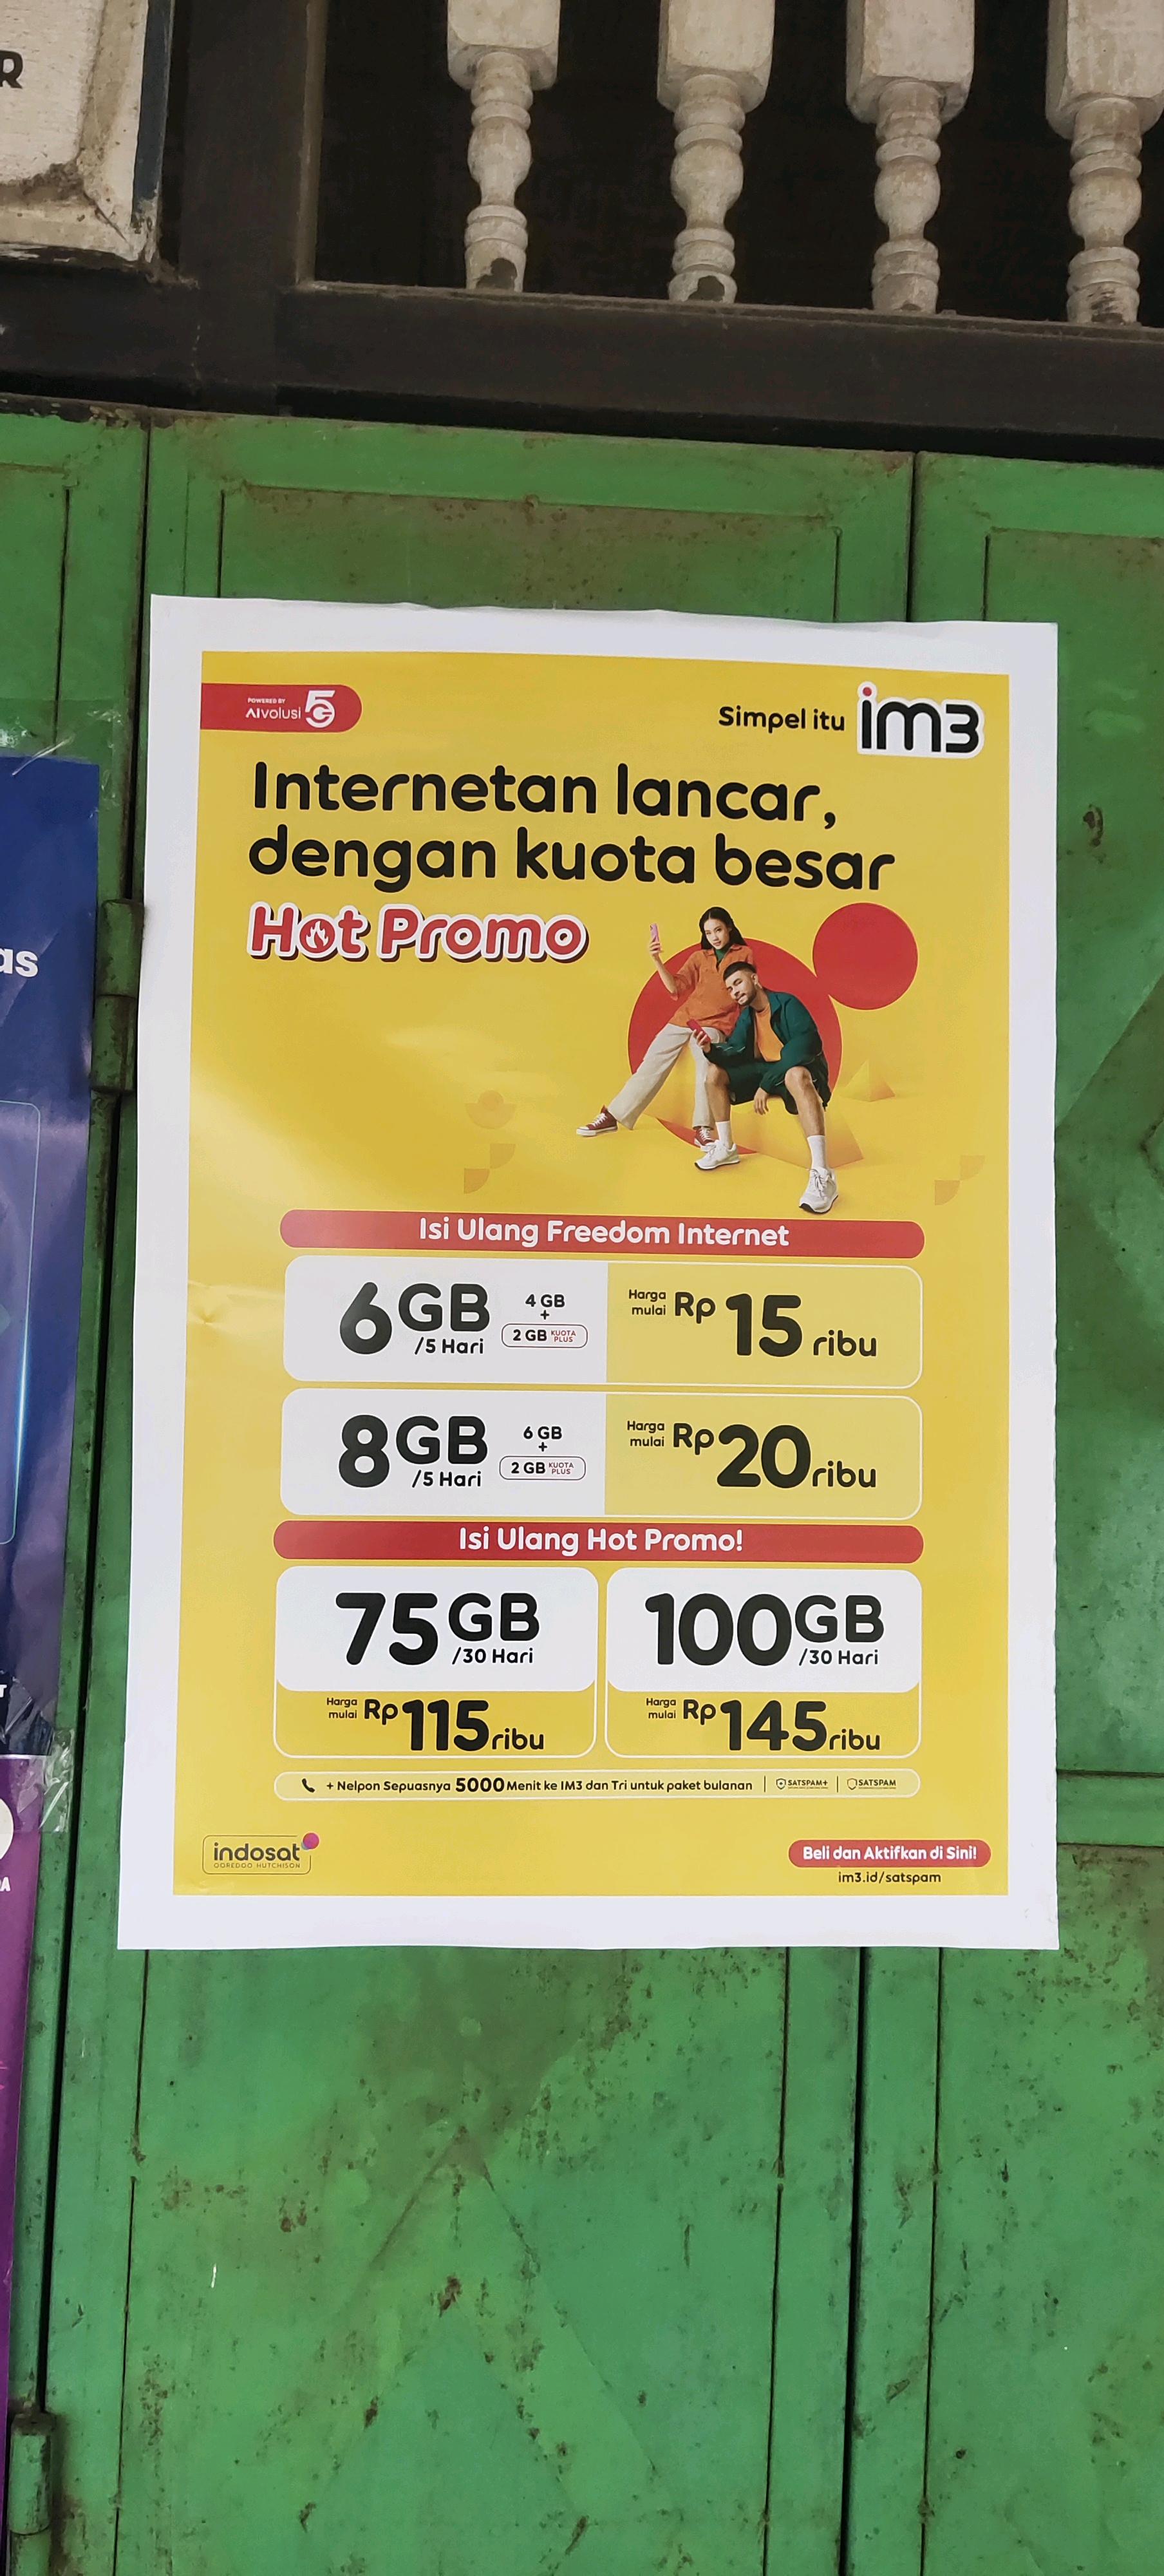 R
as
T
A
POWERED BY
AIvolusi 5G
Simpel itu im3
Internetan lancar,
dengan kuota besar
Hot Promo
Isi Ulang Freedom Internet
6GB
/5 Hari
4 GB
+
2 GB KUOTA PLUS
Harga mulai Rp 15 ribu
8GB
/5 Hari
6 GB
+
2 GB KUOTA PLUS
Harga mulai Rp 20 ribu
Isi Ulang Hot Promo!
75GB
/30 Hari
Harga mulai Rp 115 ribu
100GB
/30 Hari
Harga mulai Rp 145 ribu
+ Nelpon Sepuasnya 5000 Menit ke IM3 dan Tri untuk paket bulanan | SATSPAM+ | SATSPAM
indosat
OOREDOO HUTCHISON
Beli dan Aktifkan di Sini!
im3.id/satspam